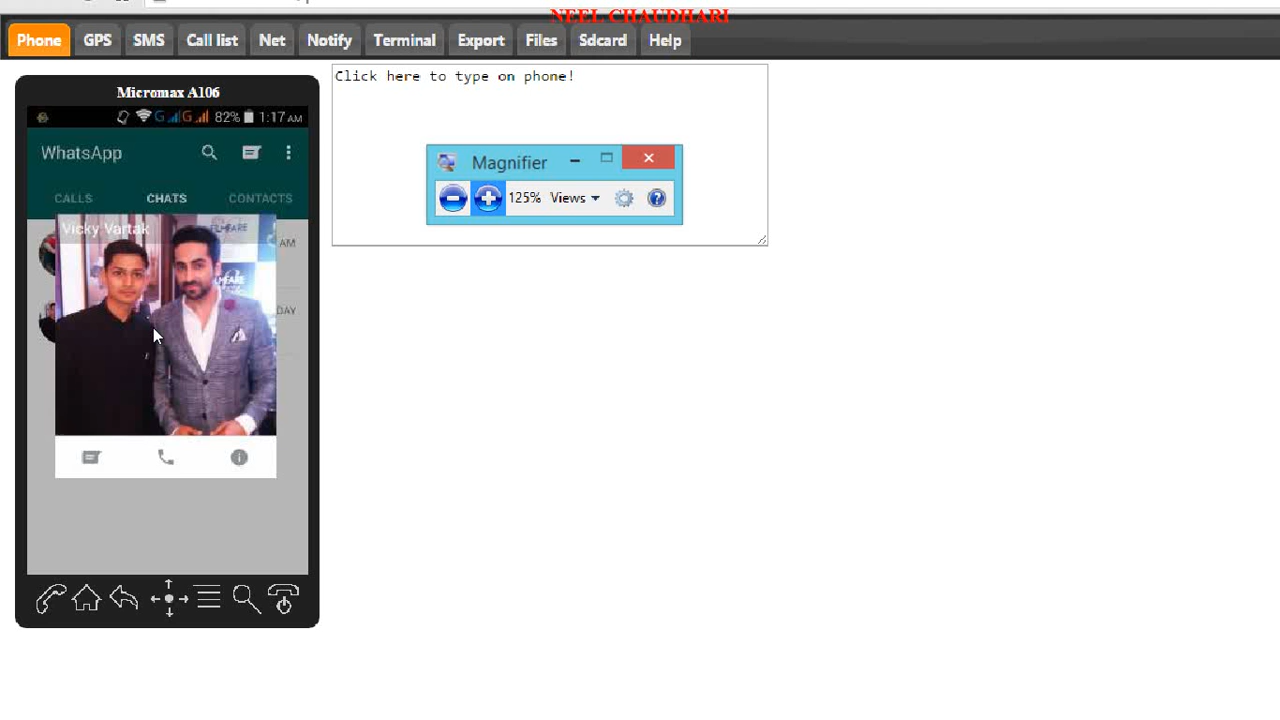 NEEL CHAUDHARI
Phone GPS SMS Call list Net Notify Terminal Export Files Sdcard Help
Micromax A106
G G 82% 1:17 AM
WhatsApp
CALLS CHATS CONTACTS
Vicky Vartak
FILMFARE
AM
DAY
Click here to type on phone!
Magnifier
125% Views